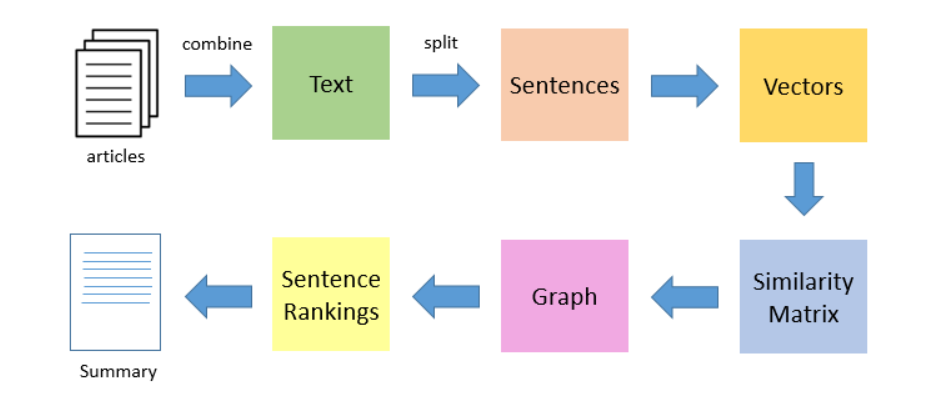 combine
split
Text
Sentences
Vectors
articles
Similarity
Matrix
Graph
Sentence
Rankings
Summary